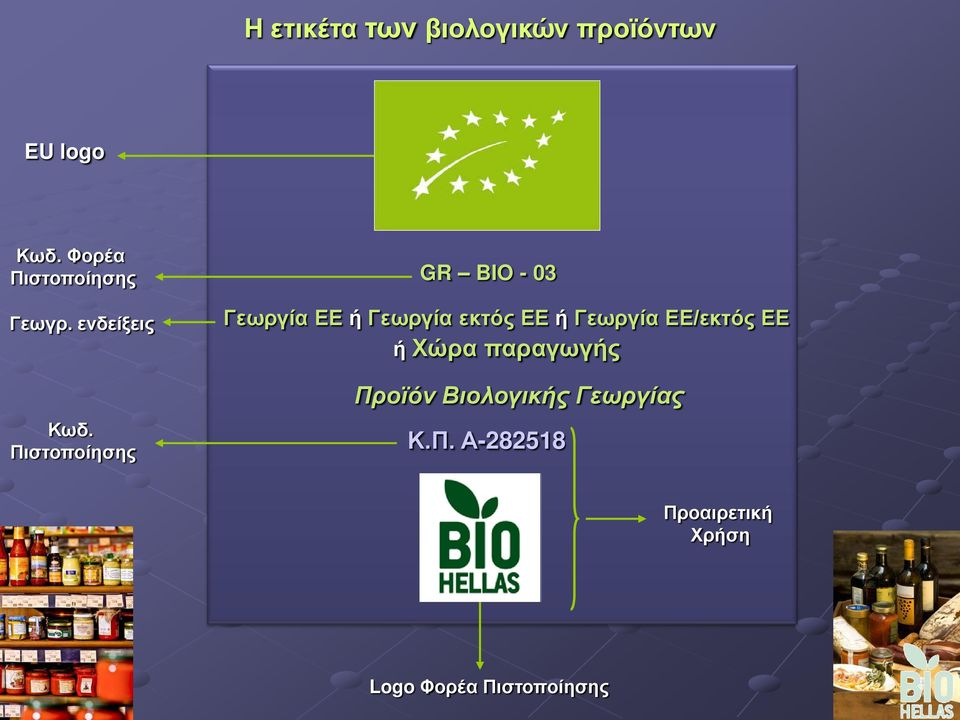 Η ετικέτα των βιολογικών προϊόντων
EU logo
Κωδ. Φορέα
Πιστοποίησης
GR – BIO - 03
Γεωγρ. ενδείξεις
Γεωργία ΕΕ ή Γεωργία εκτός ΕΕ ή Γεωργία ΕΕ/εκτός ΕΕ
ή Χώρα παραγωγής
Προϊόν Βιολογικής Γεωργίας
Κωδ.
Πιστοποίησης
Κ.Π. Α-282518
BIO
HELLAS
Προαιρετική
Χρήση
Logo Φορέα Πιστοποίησης
BIO
HELLAS